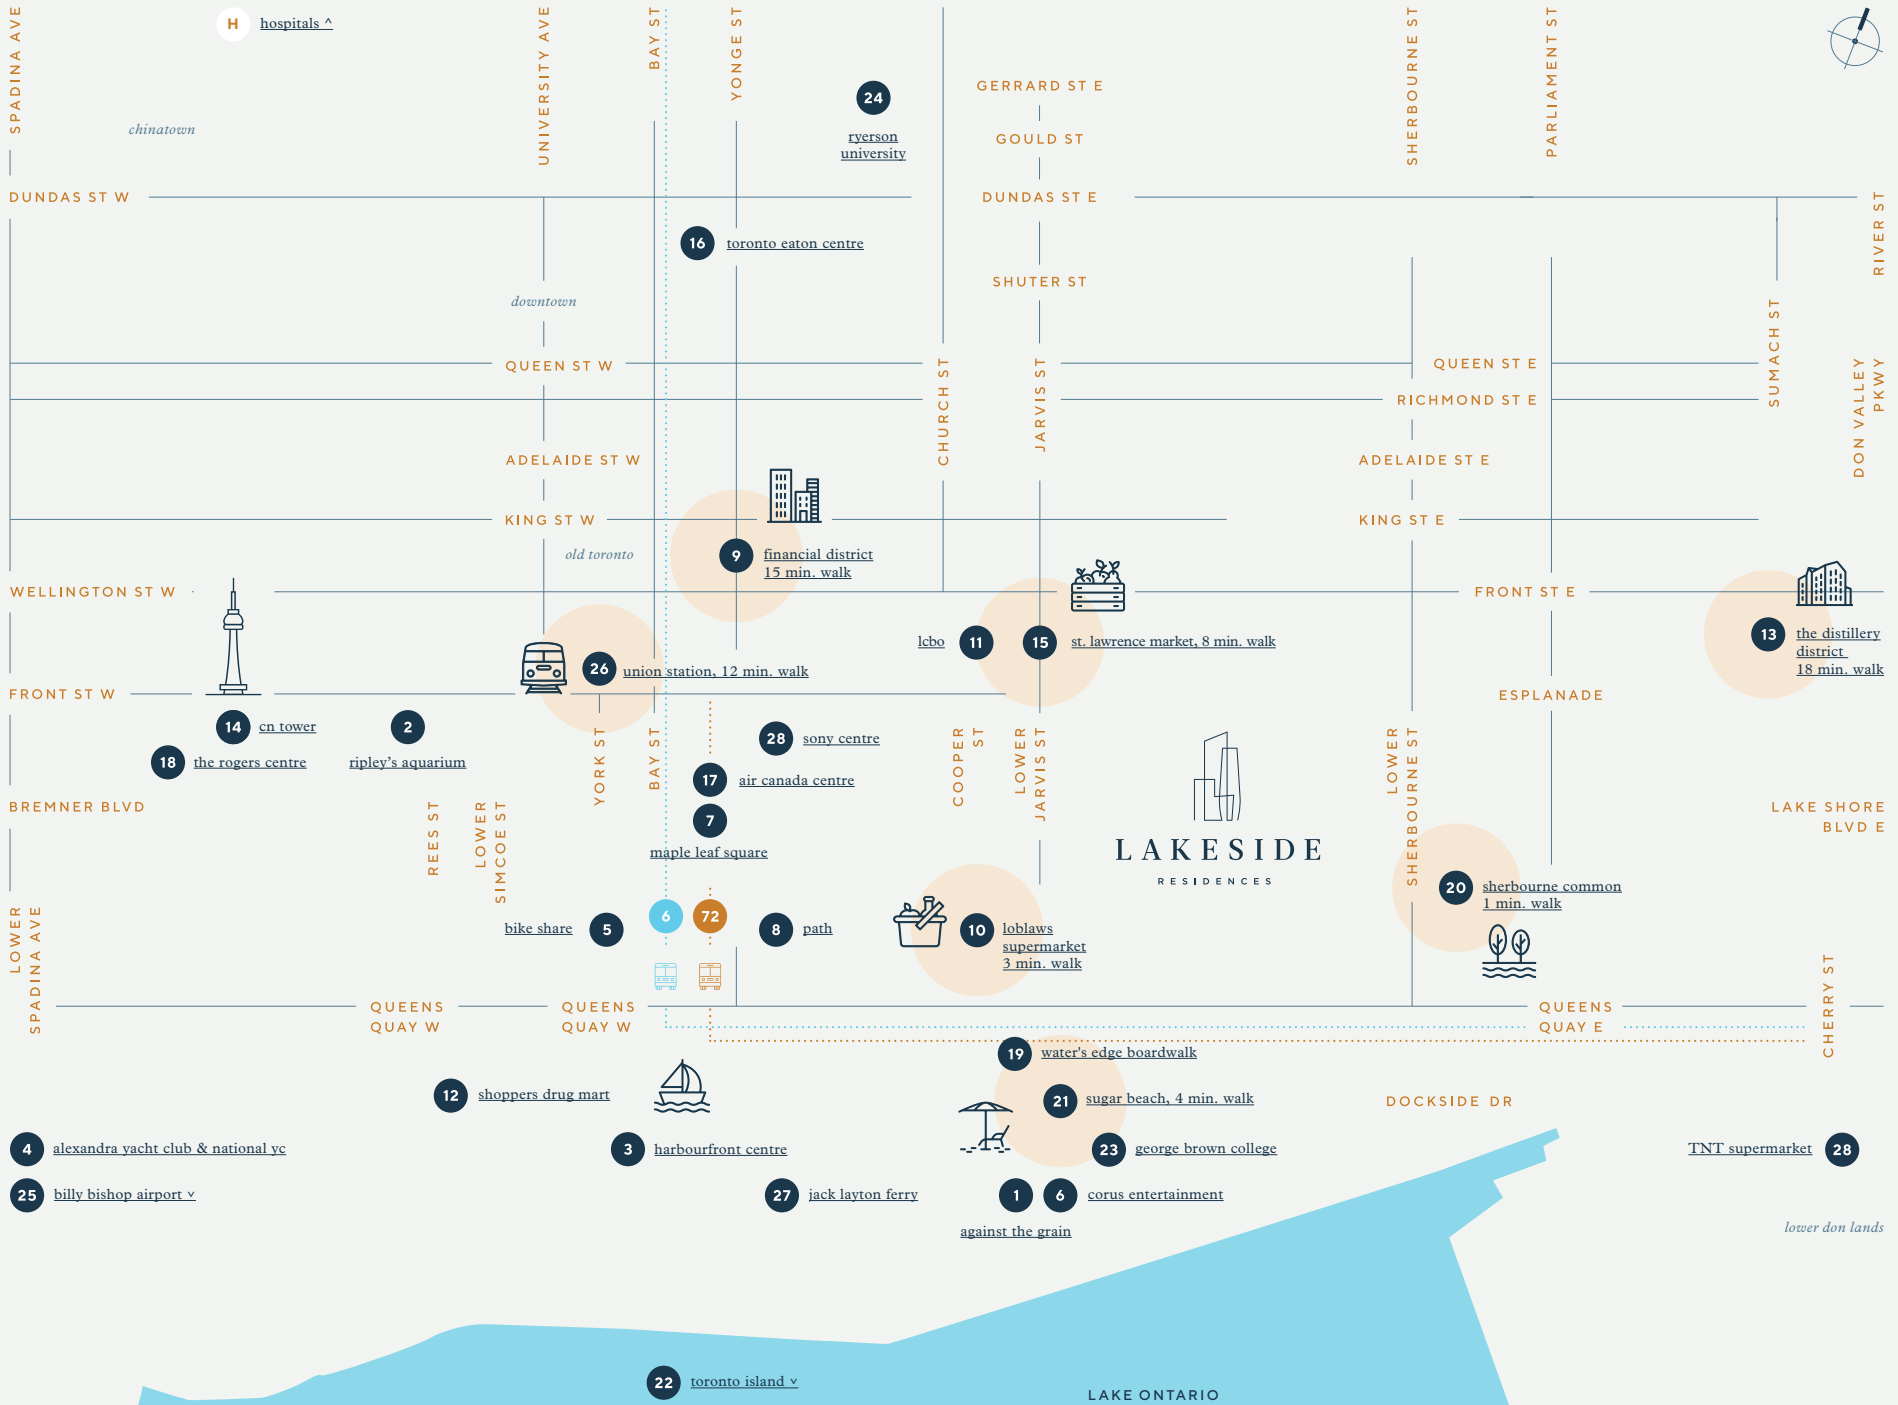 SPADINA AVE
H hospitals ^
UNIVERSITY AVE
BAY ST
YONGE ST
SHERBOURNE ST
PARLIAMENT ST
24
ryerson
university
GERRARD ST E
GOULD ST
chinatown
DUNDAS ST W
DUNDAS ST E
RIVER ST
16 toronto eaton centre
SHUTER ST
downtown
SUMACH ST
QUEEN ST W
QUEEN ST E
CHURCH ST
JARVIS ST
RICHMOND ST E
DON VALLEY
PKWY
ADELAIDE ST W
ADELAIDE ST E
KING ST W
KING ST E
old toronto
9 financial district
15 min. walk
WELLINGTON ST W
FRONT ST E
lcbo 11
15 st. lawrence market, 8 min. walk
13 the distillery
district
18 min. walk
26 union station, 12 min. walk
FRONT ST W
ESPLANADE
14 cn tower
2
ripley's aquarium
18 the rogers centre
YORK ST
BAY ST
28 sony centre
17 air canada centre
7
maple leaf square
COOPER
ST
LOWER
JARVIS ST
LAKESIDE
RESIDENCES
LOWER
SHERBOURNE ST
BREMNER BLVD
REES ST
LOWER
SIMCOE ST
LAKE SHORE
BLVD E
20 sherbourne common
1 min. walk
LOWER
SPADINA AVE
bike share 5
6
72
8 path
10 loblaws
supermarket
3 min. walk
CHERRY ST
QUEENS
QUAY W
QUEENS
QUAY W
QUEENS
QUAY E
19 water's edge boardwalk
12 shoppers drug mart
21 sugar beach, 4 min. walk
DOCKSIDE DR
4 alexandra yacht club & national yc
3 harbourfront centre
23 george brown college
TNT supermarket 28
25 billy bishop airport v
27 jack layton ferry
1
against the grain
6 corus entertainment
lower don lands
22 toronto island v
LAKE ONTARIO